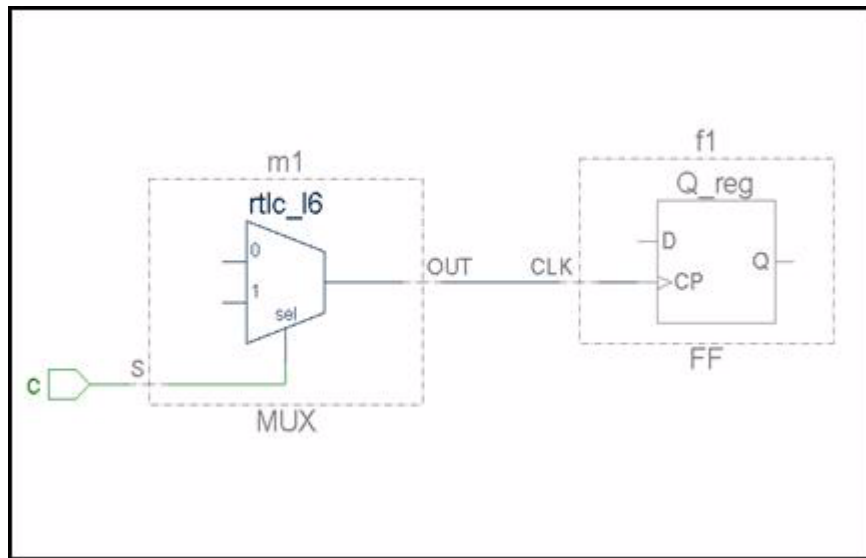 m1
rtlc_I6
0
1
sel
OUT
S
c
MUX
f1
Q_reg
D
Q
CLK
CP
FF